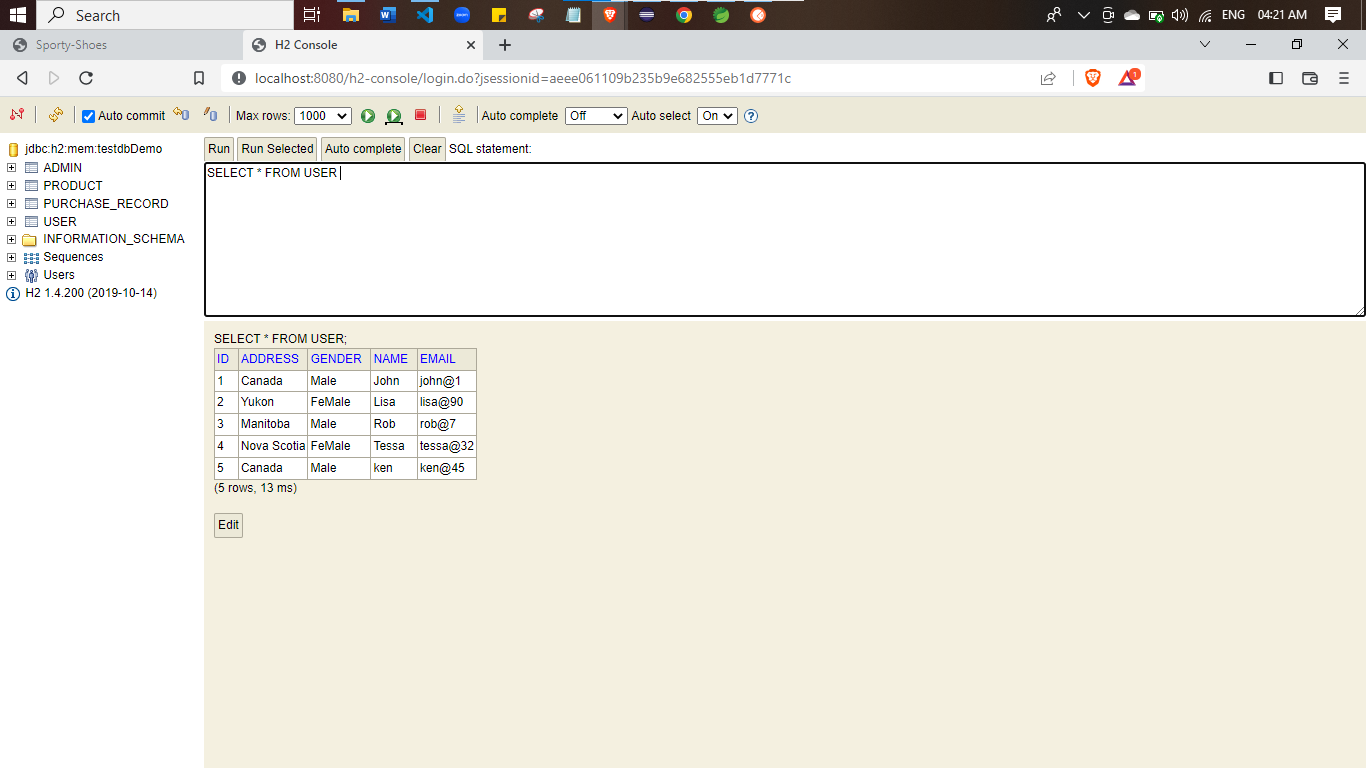 Search
ENG 04:21 AM
Sporty-Shoes
H2 Console
localhost:8080/h2-console/login.do?jsessionid=aeee061109b235b9e682555eb1d7771c
1
Auto commit Max rows: 1000 Auto complete Off Auto select On
jdbc:h2:mem:testdbDemo
ADMIN
PRODUCT
PURCHASE_RECORD
USER
INFORMATION_SCHEMA
Sequences
Users
H2 1.4.200 (2019-10-14)
Run Run Selected Auto complete Clear SQL statement:
SELECT * FROM USER
SELECT * FROM USER;
ID ADDRESS GENDER NAME EMAIL
1 Canada Male John john@1
2 Yukon FeMale Lisa lisa@90
3 Manitoba Male Rob rob@7
4 Nova Scotia FeMale Tessa tessa@32
5 Canada Male ken ken@45
(5 rows, 13 ms)
Edit